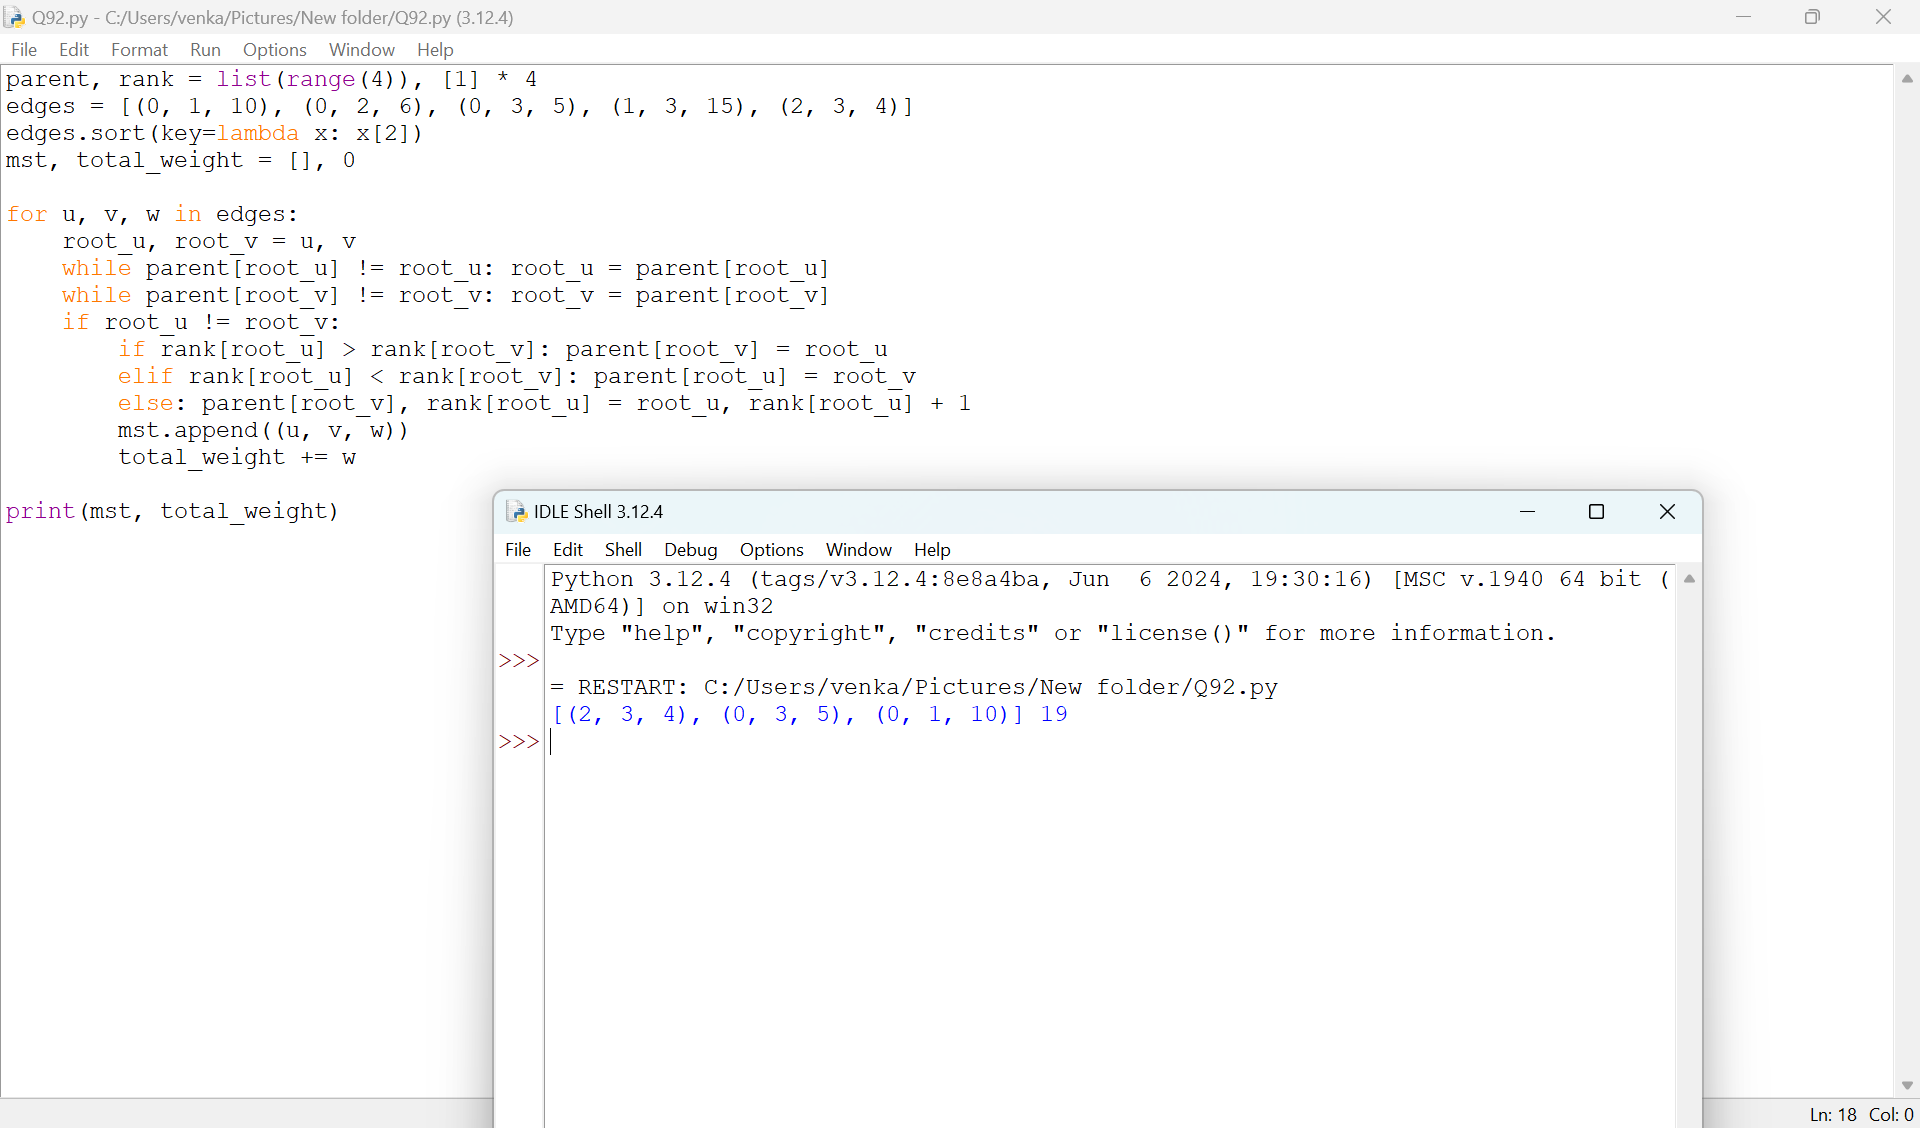 Q92.py - C:/Users/venka/Pictures/New folder/Q92.py (3.12.4)
File Edit Format Run Options Window Help
parent, rank = list(range(4)), [1] * 4
edges = [(0, 1, 10), (0, 2, 6), (0, 3, 5), (1, 3, 15), (2, 3, 4)]
edges.sort(key=lambda x: x[2])
mst, total_weight = [], 0

for u, v, w in edges:
    root_u, root_v = u, v
    while parent[root_u] != root_u: root_u = parent[root_u]
    while parent[root_v] != root_v: root_v = parent[root_v]
    if root_u != root_v:
        if rank[root_u] > rank[root_v]: parent[root_v] = root_u
        elif rank[root_u] < rank[root_v]: parent[root_u] = root_v
        else: parent[root_v], rank[root_u] = root_u, rank[root_u] + 1
        mst.append((u, v, w))
        total_weight += w

print(mst, total_weight)
IDLE Shell 3.12.4
File Edit Shell Debug Options Window Help
Python 3.12.4 (tags/v3.12.4:8e8a4ba, Jun  6 2024, 19:30:16) [MSC v.1940 64 bit (
AMD64)] on win32
Type "help", "copyright", "credits" or "license()" for more information.
>>>
= RESTART: C:/Users/venka/Pictures/New folder/Q92.py
[(2, 3, 4), (0, 3, 5), (0, 1, 10)] 19
>>>
Ln: 18 Col: 0